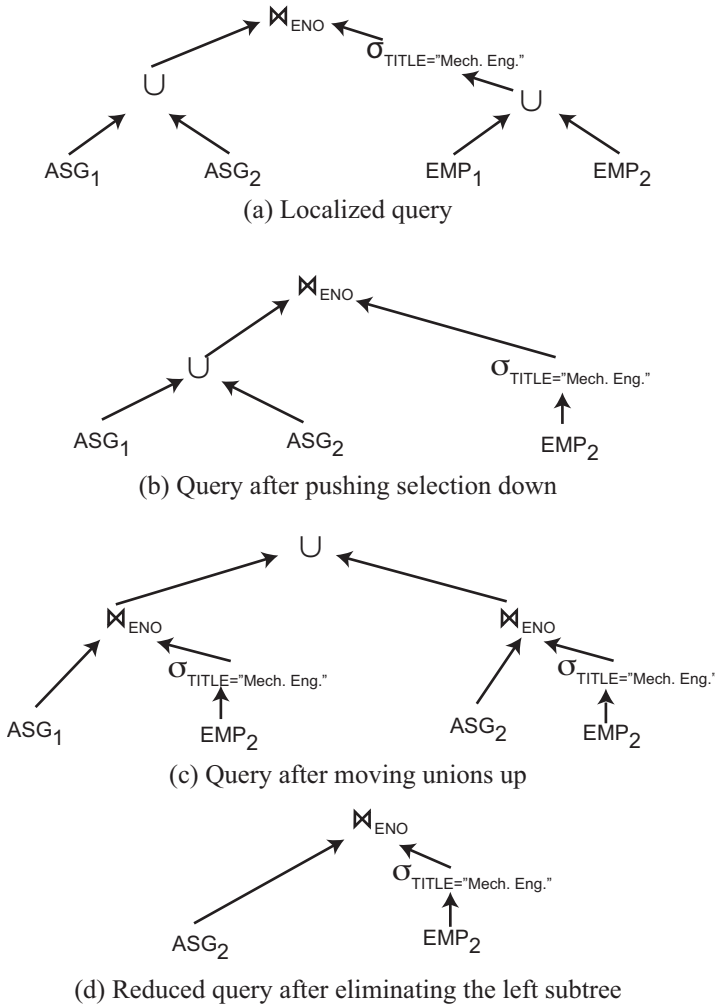 ⋈ENO
σTITLE="Mech. Eng."
∪ ∪
ASG1 ASG2 EMP1 EMP2
(a) Localized query
⋈ENO
∪ σTITLE="Mech. Eng."
ASG1 ASG2 EMP2
(b) Query after pushing selection down
∪
⋈ENO ⋈ENO
σTITLE="Mech. Eng." σTITLE="Mech. Eng."
ASG1 EMP2 ASG2 EMP2
(c) Query after moving unions up
⋈ENO
σTITLE="Mech. Eng."
ASG2 EMP2
(d) Reduced query after eliminating the left subtree